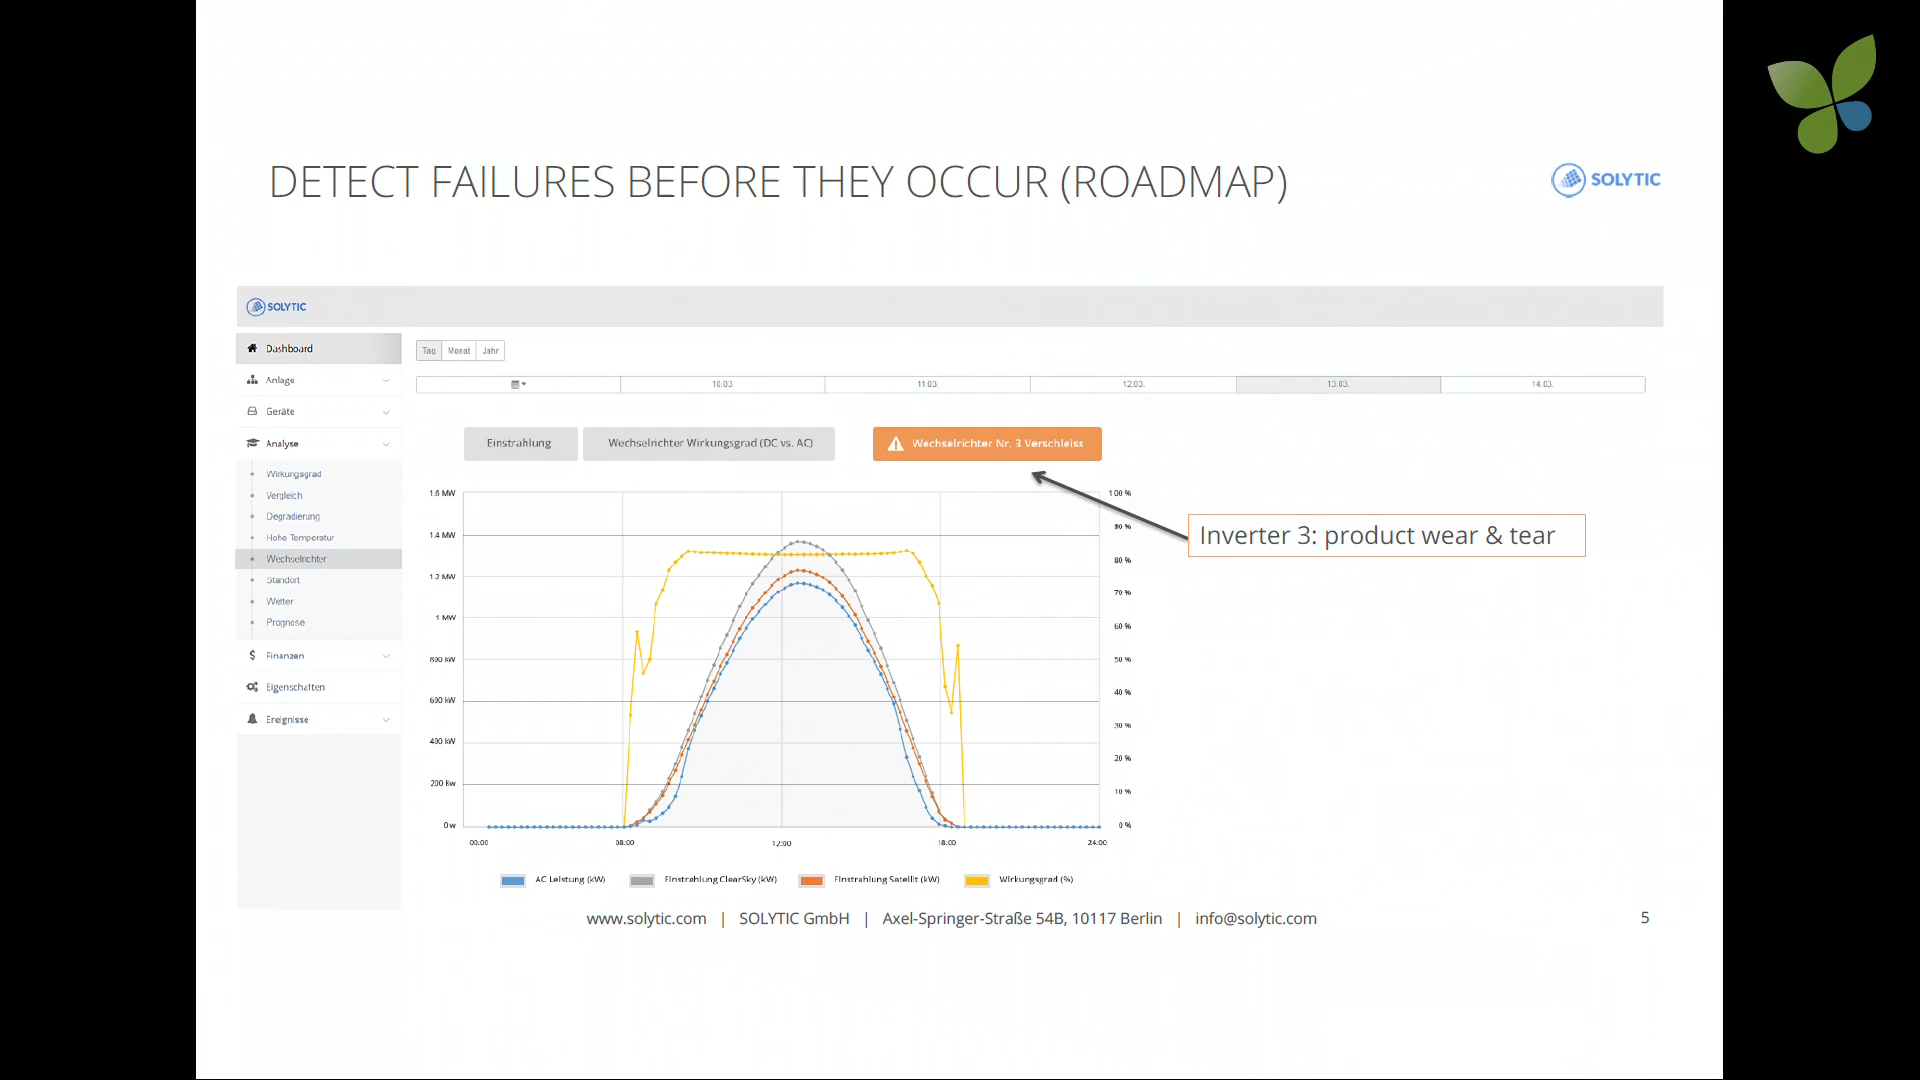 DETECT FAILURES BEFORE THEY OCCUR (ROADMAP)
SOLYTIC
SOLYTIC
Dashboard
Anlage
Geräte
Analyse
Wirkungsgrad
Vergleich
Degradierung
Hohe Temperatur
Wechselrichter
Standort
Wetter
Prognose
Finanzen
Eigenschaften
Ereignisse
Tag Monat Jahr
10.03. 11.03. 12.03. 13.03. 14.03.
Einstrahlung
Wechselrichter Wirkungsgrad (DC vs. AC)
Wechselrichter Nr. 3 Verschleiss
Inverter 3: product wear & tear
1.6 MW
1.4 MW
1.2 MW
1 MW
800 kW
600 kW
400 kW
200 kW
0 w
100 %
90 %
80 %
70 %
60 %
50 %
40 %
30 %
20 %
10 %
0 %
00:00 08:00 12:00 18:00 24:00
AC Leistung (kW) Einstrahlung ClearSky (kW) Einstrahlung Satellit (kW) Wirkungsgrad (%)
www.solytic.com | SOLYTIC GmbH | Axel-Springer-Straße 54B, 10117 Berlin | info@solytic.com
5